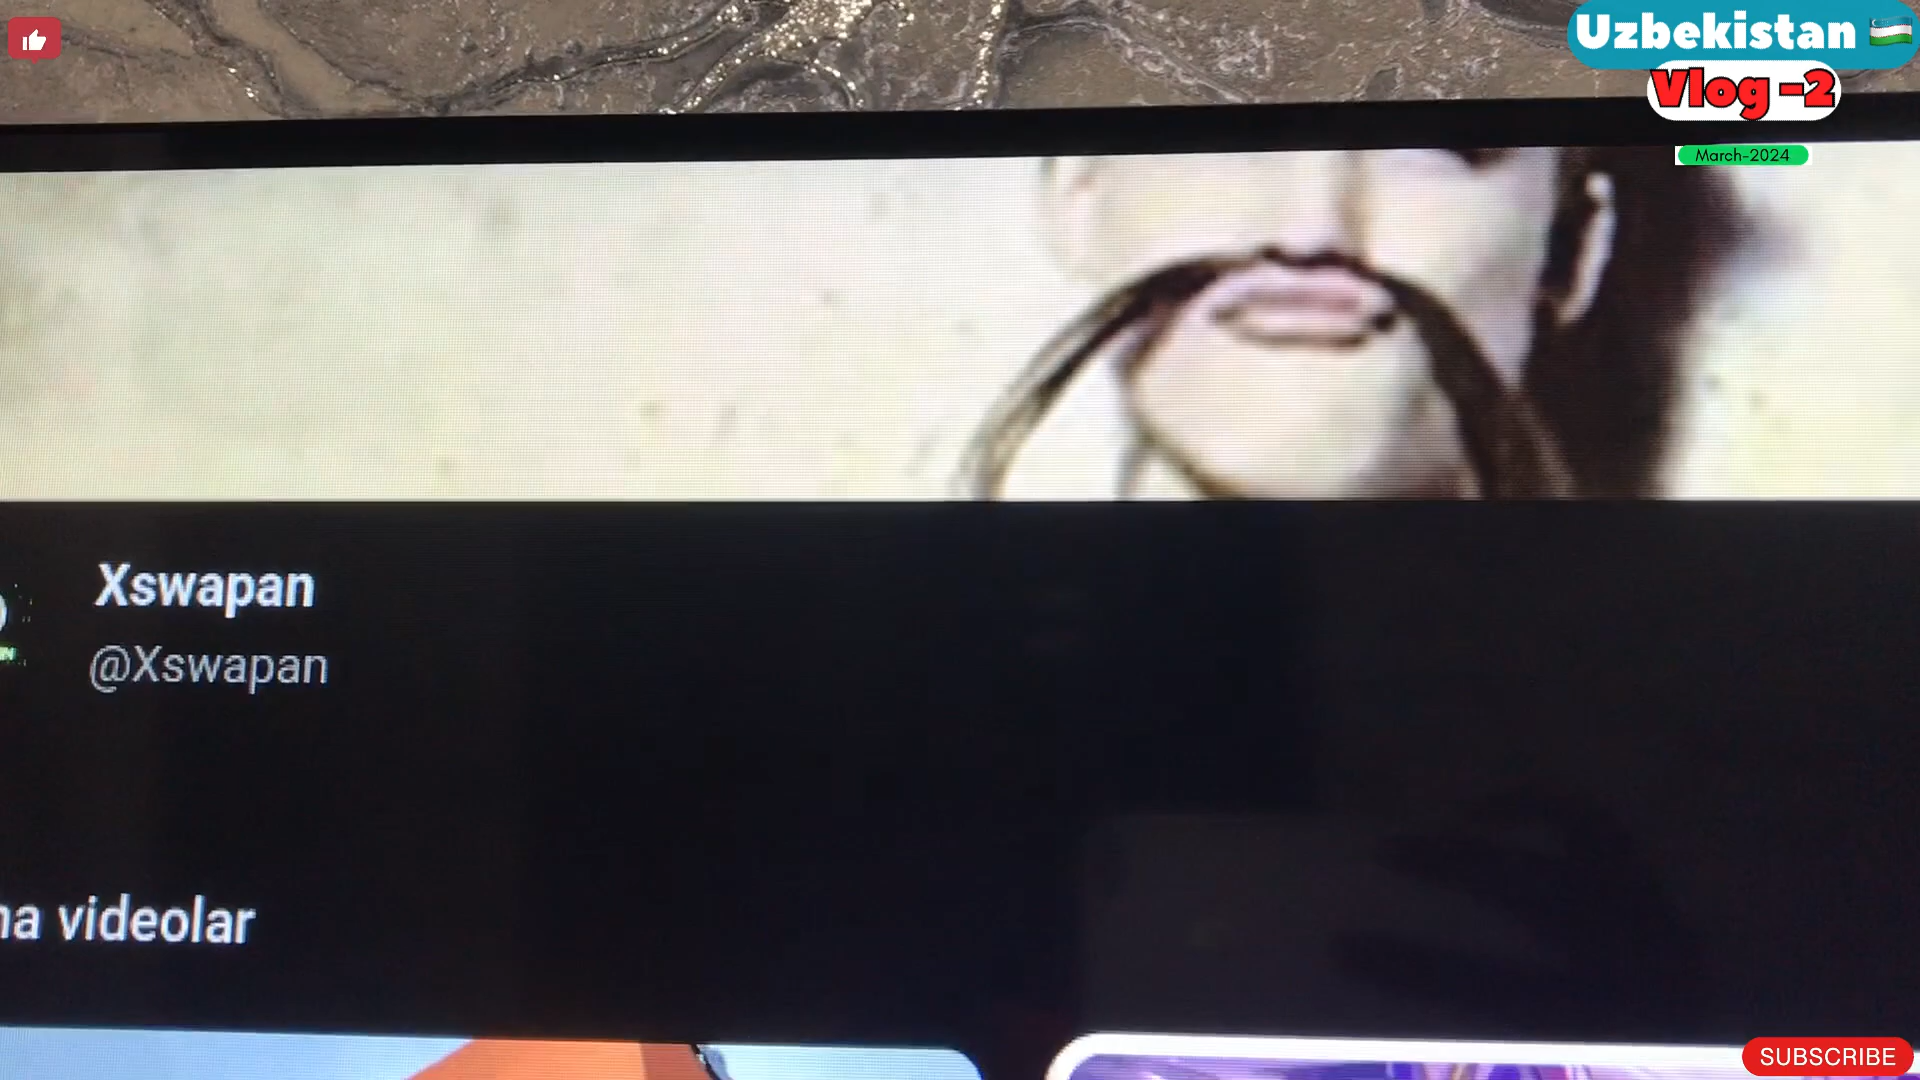 Uzbekistan
Vlog -2
March-2024
Xswapan
@Xswapan
videolar
SUBSCRIBE